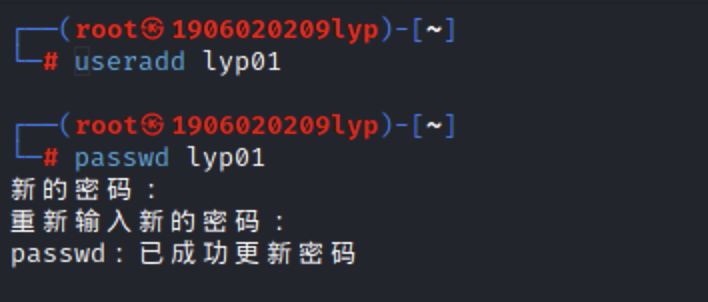 ┌──(root㉿1906020209lyp)-[~]
└─# useradd lyp01
┌──(root㉿1906020209lyp)-[~]
└─# passwd lyp01
新的密码：
重新输入新的密码：
passwd：已成功更新密码